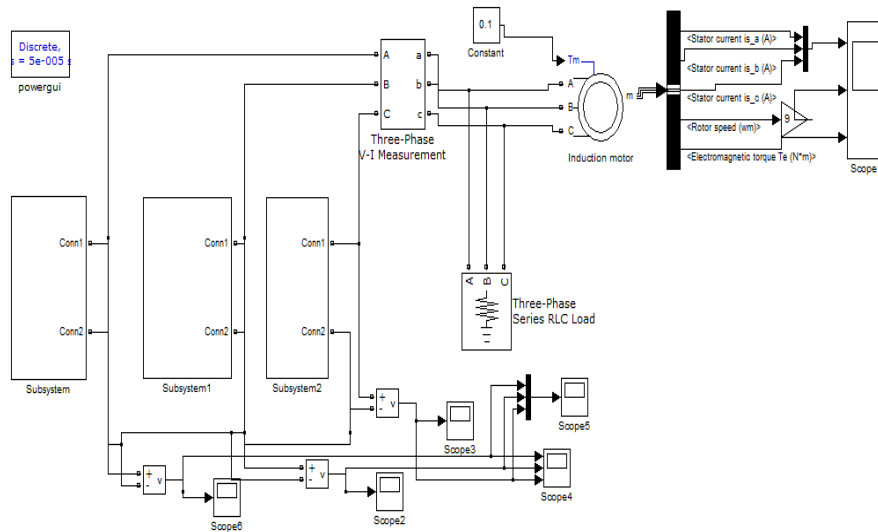 Discrete,
s = 5e-005 s
powergui
A
B
C
a
b
c
Three-Phase
V-I Measurement
0.1
Constant
Tm
A
B
C
m
Induction motor
<Stator current is_a (A)>
<Stator current is_b (A)>
<Stator current is_c (A)>
<Rotor speed (wm)>
<Electromagnetic torque Te (N*m)>
9
Scope
Conn1
Conn2
Subsystem
Conn1
Conn2
Subsystem1
Conn1
Conn2
Subsystem2
A
B
C
Three-Phase
Series RLC Load
+
-
v
Scope3
Scope5
+
-
v
Scope6
+
-
v
Scope2
Scope4